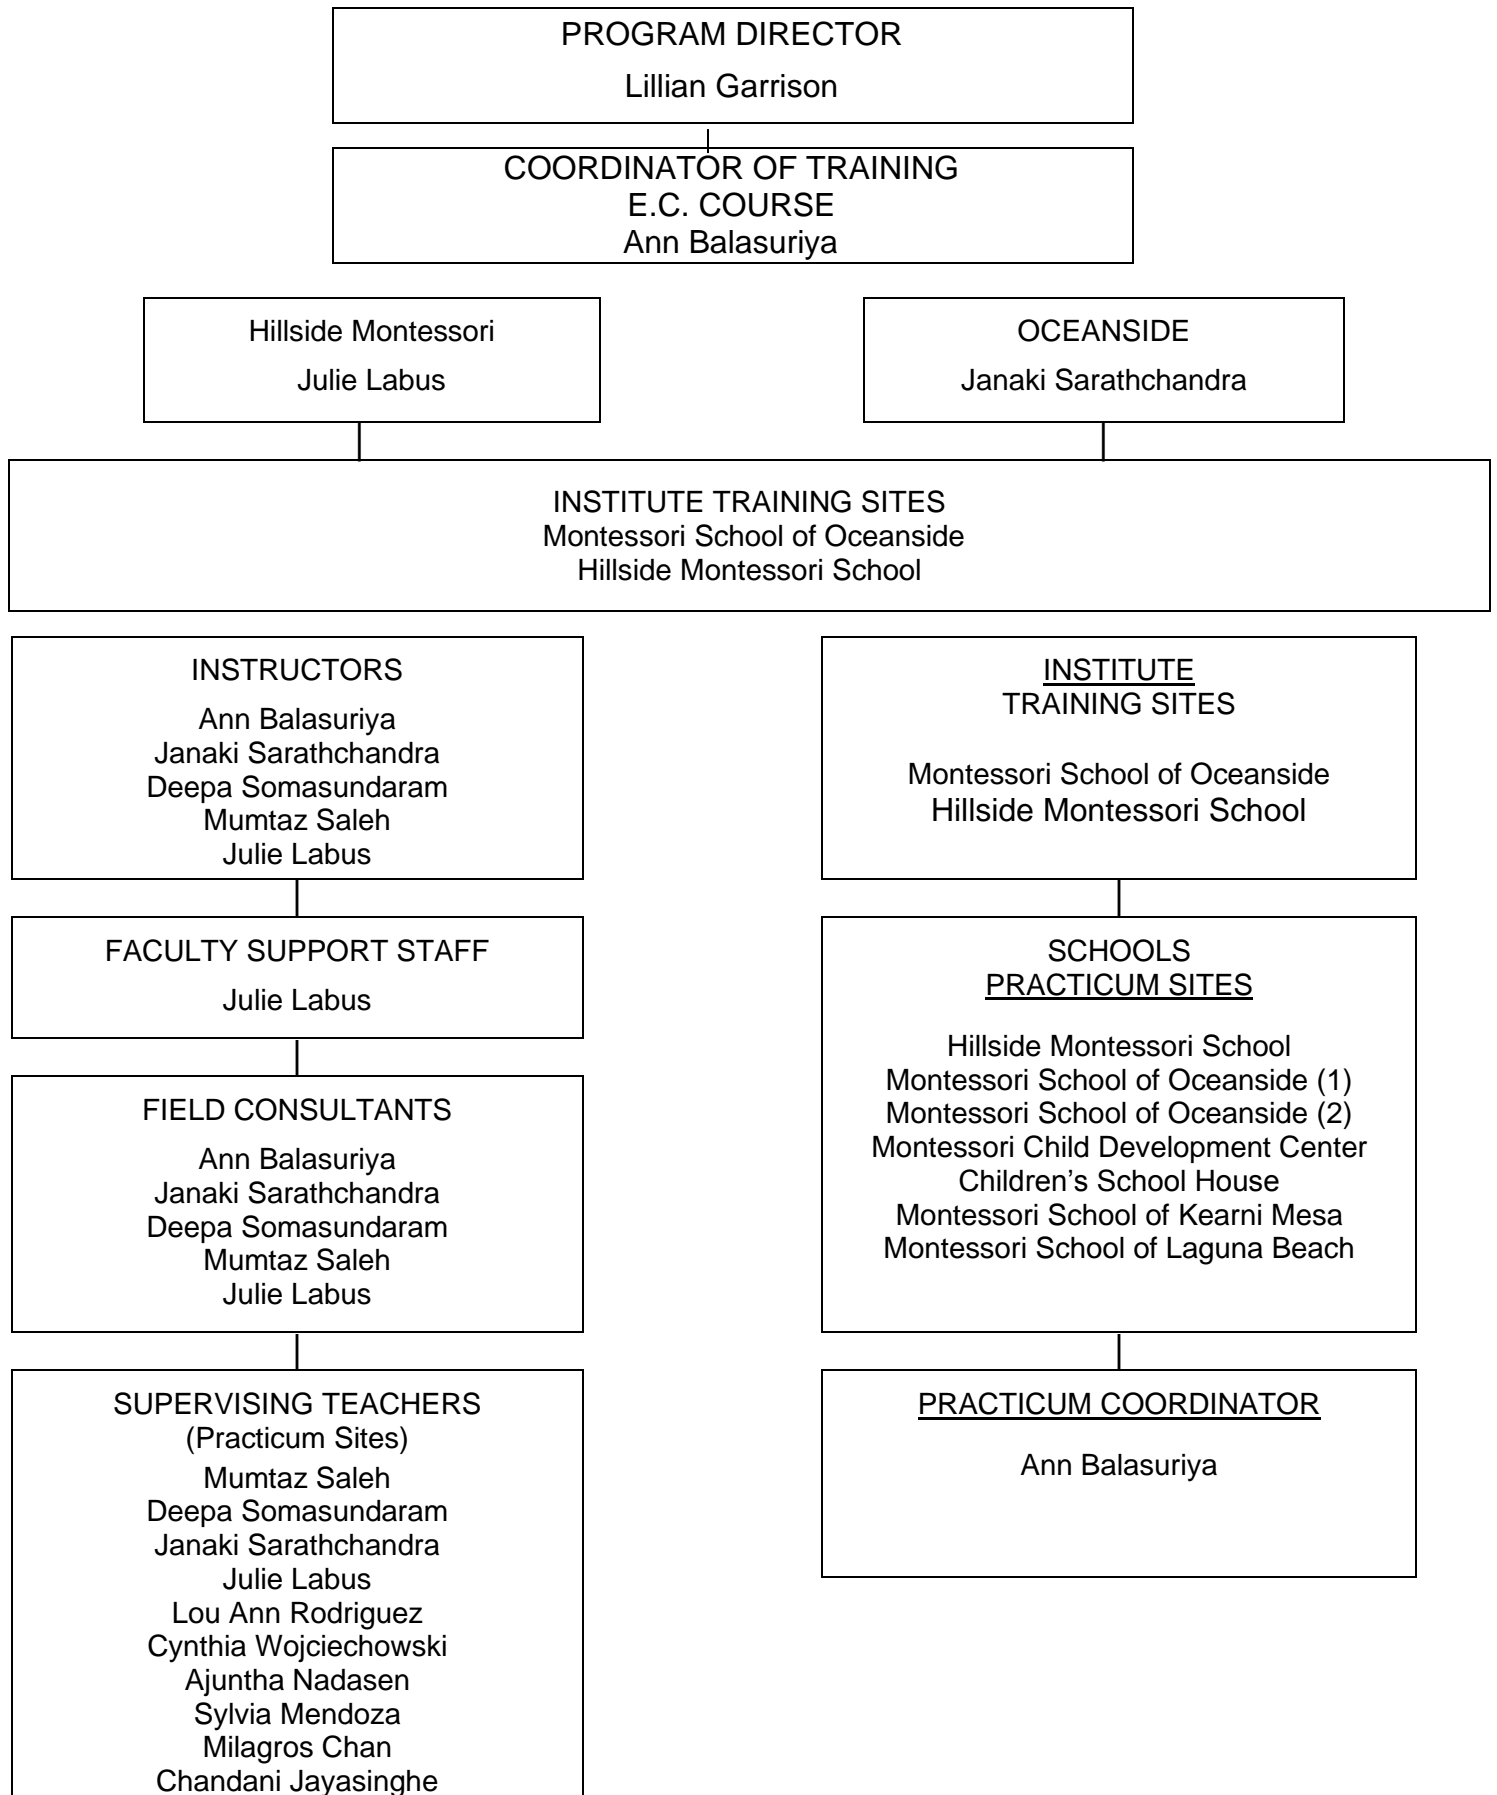 PROGRAM DIRECTOR
Lillian Garrison
COORDINATOR OF TRAINING
E.C. COURSE
Ann Balasuriya
Hillside Montessori
Julie Labus
OCEANSIDE
Janaki Sarathchandra
INSTITUTE TRAINING SITES
Montessori School of Oceanside
Hillside Montessori School
INSTRUCTORS
Ann Balasuriya
Janaki Sarathchandra
Deepa Somasundaram
Mumtaz Saleh
Julie Labus
FACULTY SUPPORT STAFF
Julie Labus
FIELD CONSULTANTS
Ann Balasuriya
Janaki Sarathchandra
Deepa Somasundaram
Mumtaz Saleh
Julie Labus
SUPERVISING TEACHERS
(Practicum Sites)
Mumtaz Saleh
Deepa Somasundaram
Janaki Sarathchandra
Julie Labus
Lou Ann Rodriguez
Cynthia Wojciechowski
Ajuntha Nadasen
Sylvia Mendoza
Milagros Chan
Chandani Jayasinghe
INSTITUTE
TRAINING SITES
Montessori School of Oceanside
Hillside Montessori School
SCHOOLS
PRACTICUM SITES
Hillside Montessori School
Montessori School of Oceanside (1)
Montessori School of Oceanside (2)
Montessori Child Development Center
Children’s School House
Montessori School of Kearni Mesa
Montessori School of Laguna Beach
PRACTICUM COORDINATOR
Ann Balasuriya